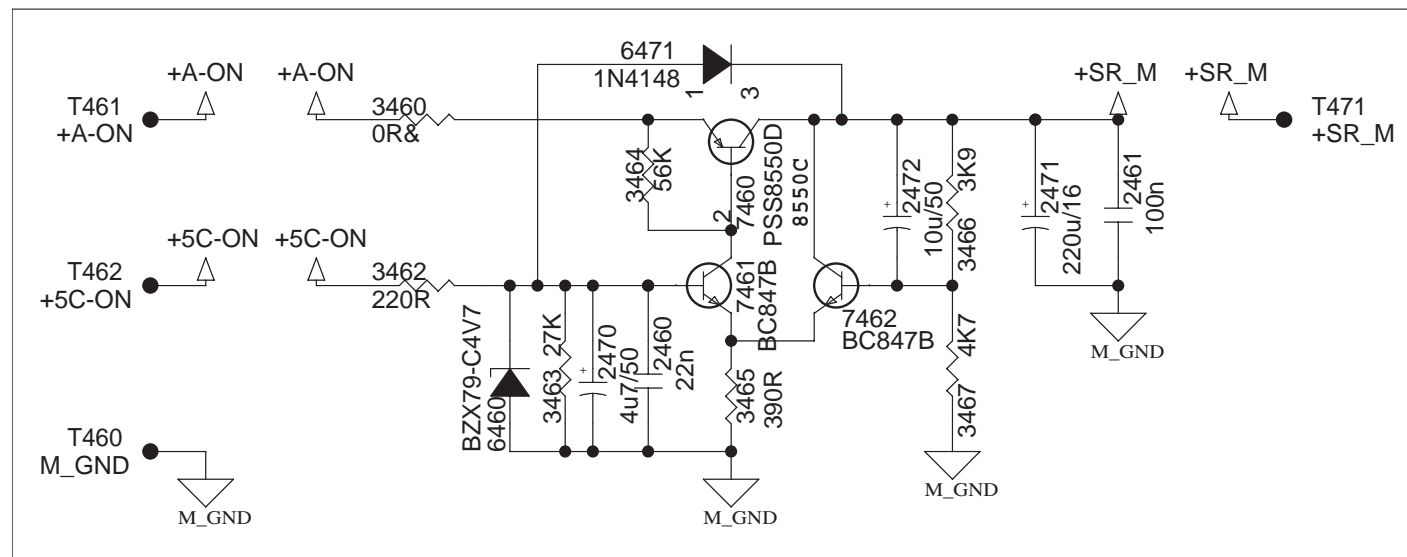 6471
1N4148
1
3
+A-ON
+A-ON
+SR_M
+SR_M
T461
+A-ON
3460
0R&
T471
+SR_M
3464
56K
2
7460
PSS8550D
8550C
2472
10u/50
3K9
3466
2471
220u/16
2461
100n
+5C-ON
+5C-ON
T462
+5C-ON
3462
220R
7461
BC847B
7462
BC847B
M_GND
BZX79-C4V7
6460
27K
3463
2470
4u7/50
2460
22n
3465
390R
4K7
3467
T460
M_GND
M_GND
M_GND
M_GND